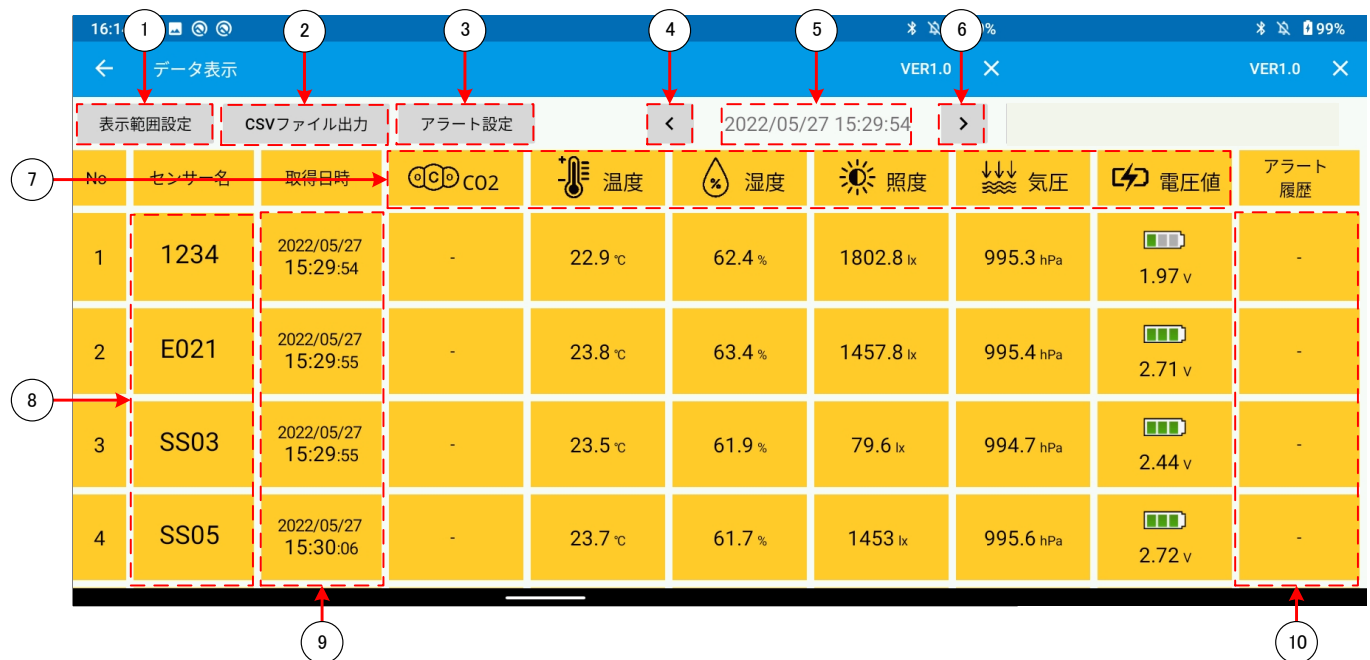 1 2 3 4 5 6
16:1 % 99%
データ表示 VER1.0 VER1.0
表示範囲設定 CSVファイル出力 アラート設定 < 2022/05/27 15:29:54 >
7
No センサー名 取得日時 CO2 温度 湿度 照度 気圧 電圧値 アラート
履歴
1 1234 2022/05/27
15:29:54 - 22.9 ℃ 62.4 % 1802.8 lx 995.3 hPa 1.97 V -
2 E021 2022/05/27
15:29:55 - 23.8 ℃ 63.4 % 1457.8 lx 995.4 hPa 2.71 V -
8
3 SS03 2022/05/27
15:29:55 - 23.5 ℃ 61.9 % 79.6 lx 994.7 hPa 2.44 V -
4 SS05 2022/05/27
15:30:06 - 23.7 ℃ 61.7 % 1453 lx 995.6 hPa 2.72 V -
9 10